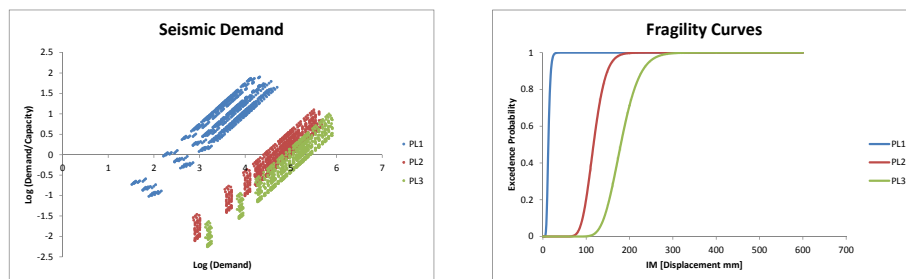 Seismic Demand
2.5
2
1.5
1
0.5
0
-0.5
-1
-1.5
-2
-2.5
0 1 2 3 4 5 6 7
Log (Demand/Capacity)
Log (Demand)
PL1
PL2
PL3
Fragility Curves
1
0.8
0.6
0.4
0.2
0
0 100 200 300 400 500 600 700
Excedence Probability
IM [Displacement mm]
PL1
PL2
PL3